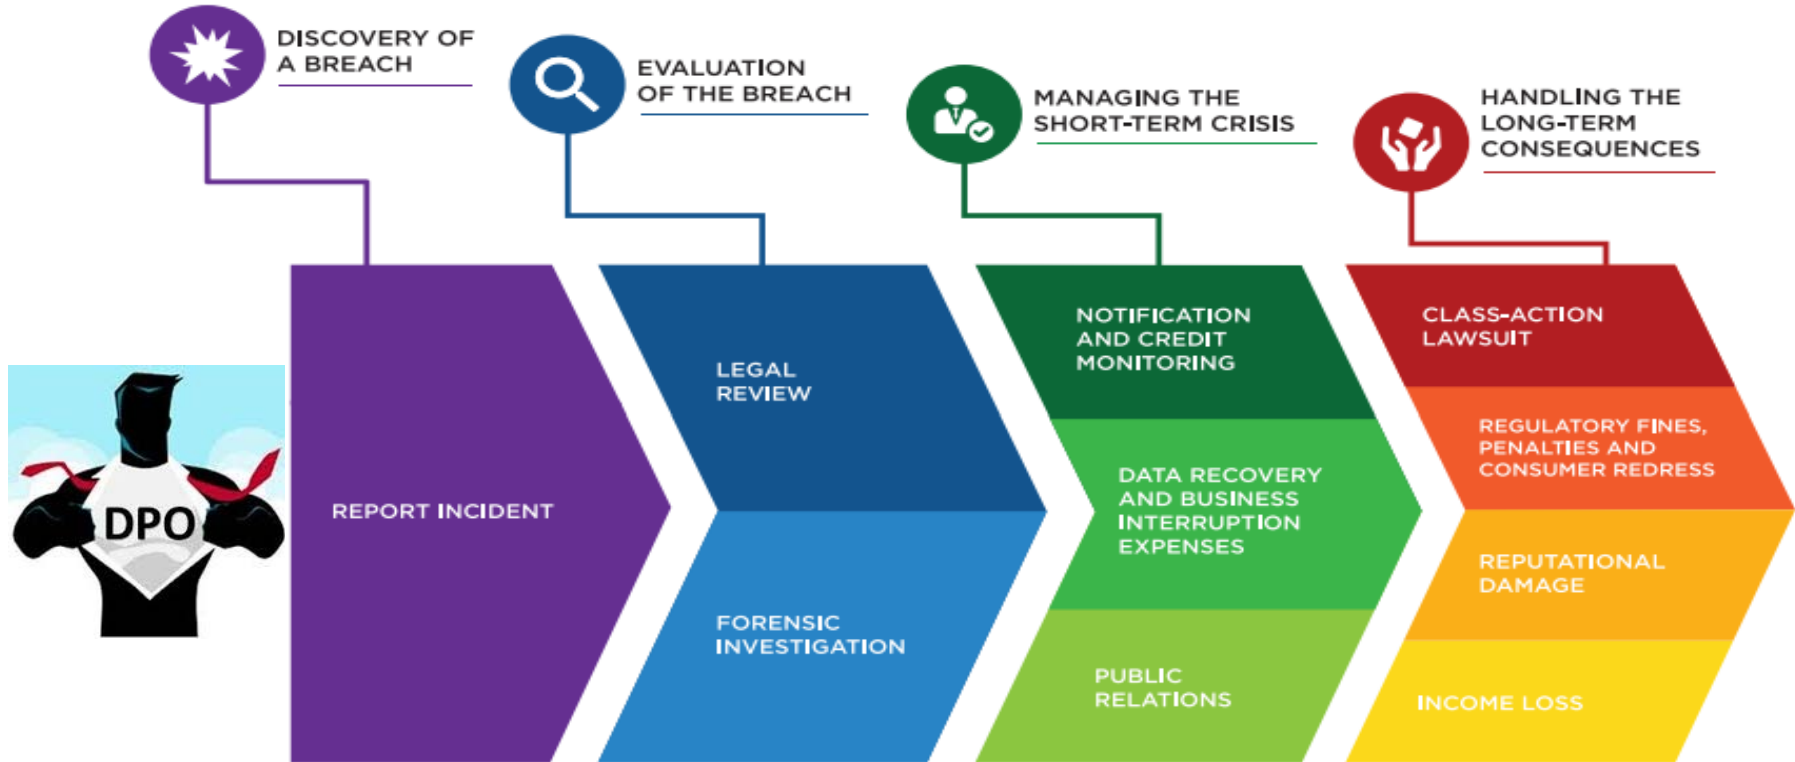 DISCOVERY OF
A BREACH
EVALUATION
OF THE BREACH
MANAGING THE
SHORT-TERM CRISIS
HANDLING THE
LONG-TERM
CONSEQUENCES
DPO
REPORT INCIDENT
LEGAL
REVIEW
FORENSIC
INVESTIGATION
NOTIFICATION
AND CREDIT
MONITORING
DATA RECOVERY
AND BUSINESS
INTERRUPTION
EXPENSES
PUBLIC
RELATIONS
CLASS-ACTION
LAWSUIT
REGULATORY FINES,
PENALTIES AND
CONSUMER REDRESS
REPUTATIONAL
DAMAGE
INCOME LOSS